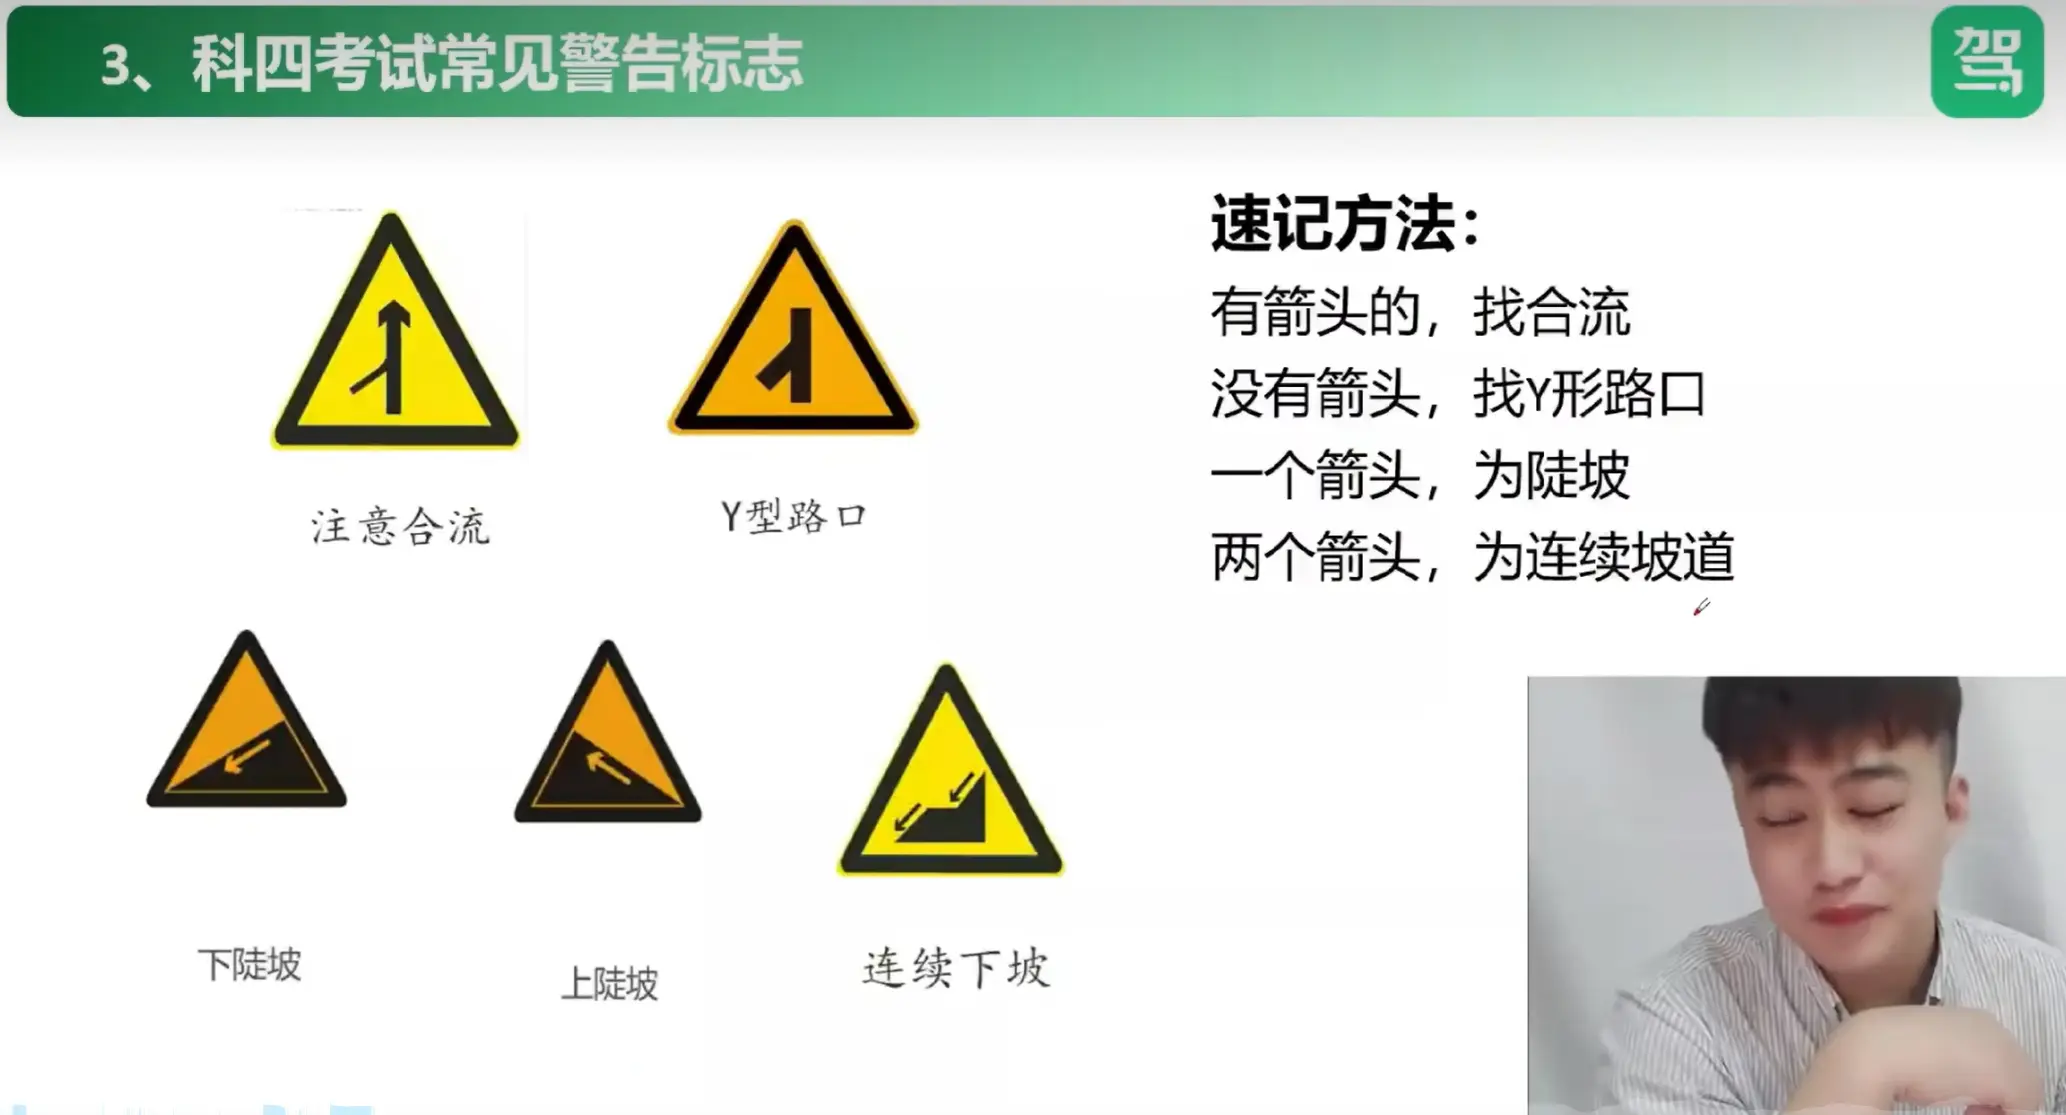 3、科四考试常见警告标志
驾
速记方法：
有箭头的，找合流
没有箭头，找Y形路口
一个箭头，为陡坡
两个箭头，为连续坡道
注意合流
Y型路口
下陡坡
上陡坡
连续下坡